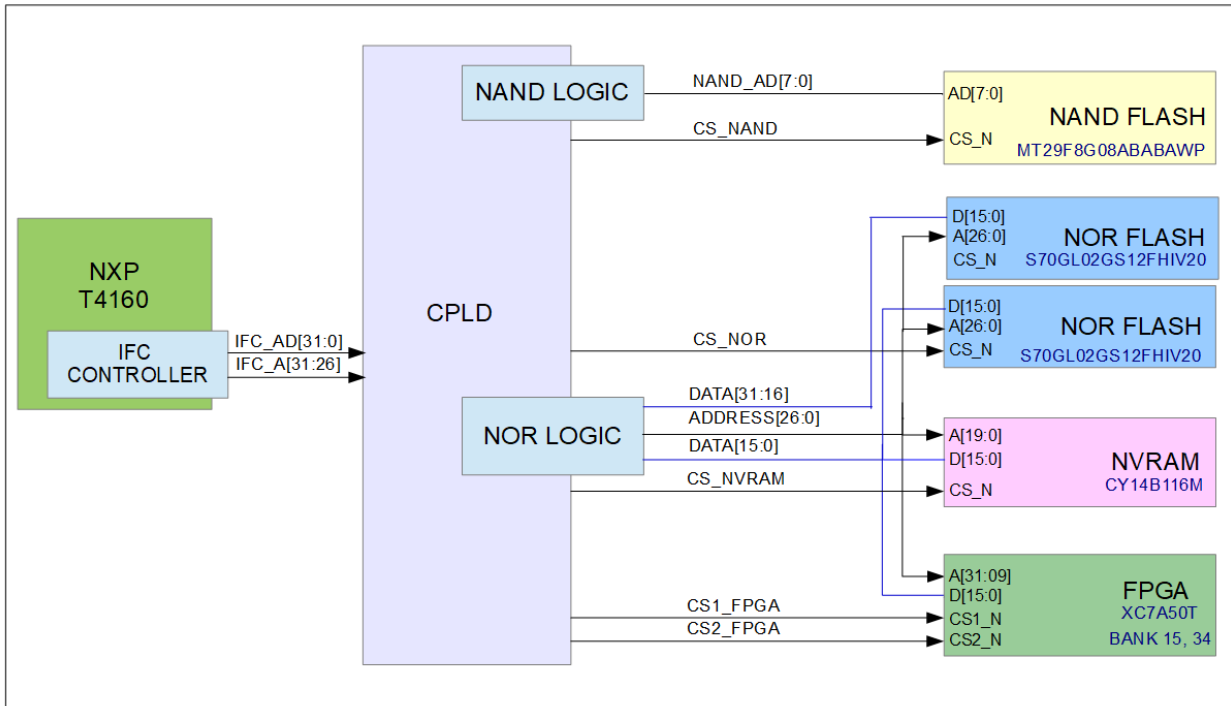 NXP
T4160
IFC
CONTROLLER
IFC_AD[31:0]
IFC_A[31:26]
CPLD
NAND LOGIC
NAND_AD[7:0]
CS_NAND
CS_NOR
NOR LOGIC
DATA[31:16]
ADDRESS[26:0]
DATA[15:0]
CS_NVRAM
CS1_FPGA
CS2_FPGA
AD[7:0]
NAND FLASH
CS_N
MT29F8G08ABABAWP
D[15:0]
A[26:0]
NOR FLASH
CS_N
S70GL02GS12FHIV20
D[15:0]
A[26:0]
NOR FLASH
CS_N
S70GL02GS12FHIV20
A[19:0]
D[15:0]
NVRAM
CS_N
CY14B116M
A[31:09]
D[15:0]
FPGA
CS1_N
XC7A50T
CS2_N
BANK 15, 34